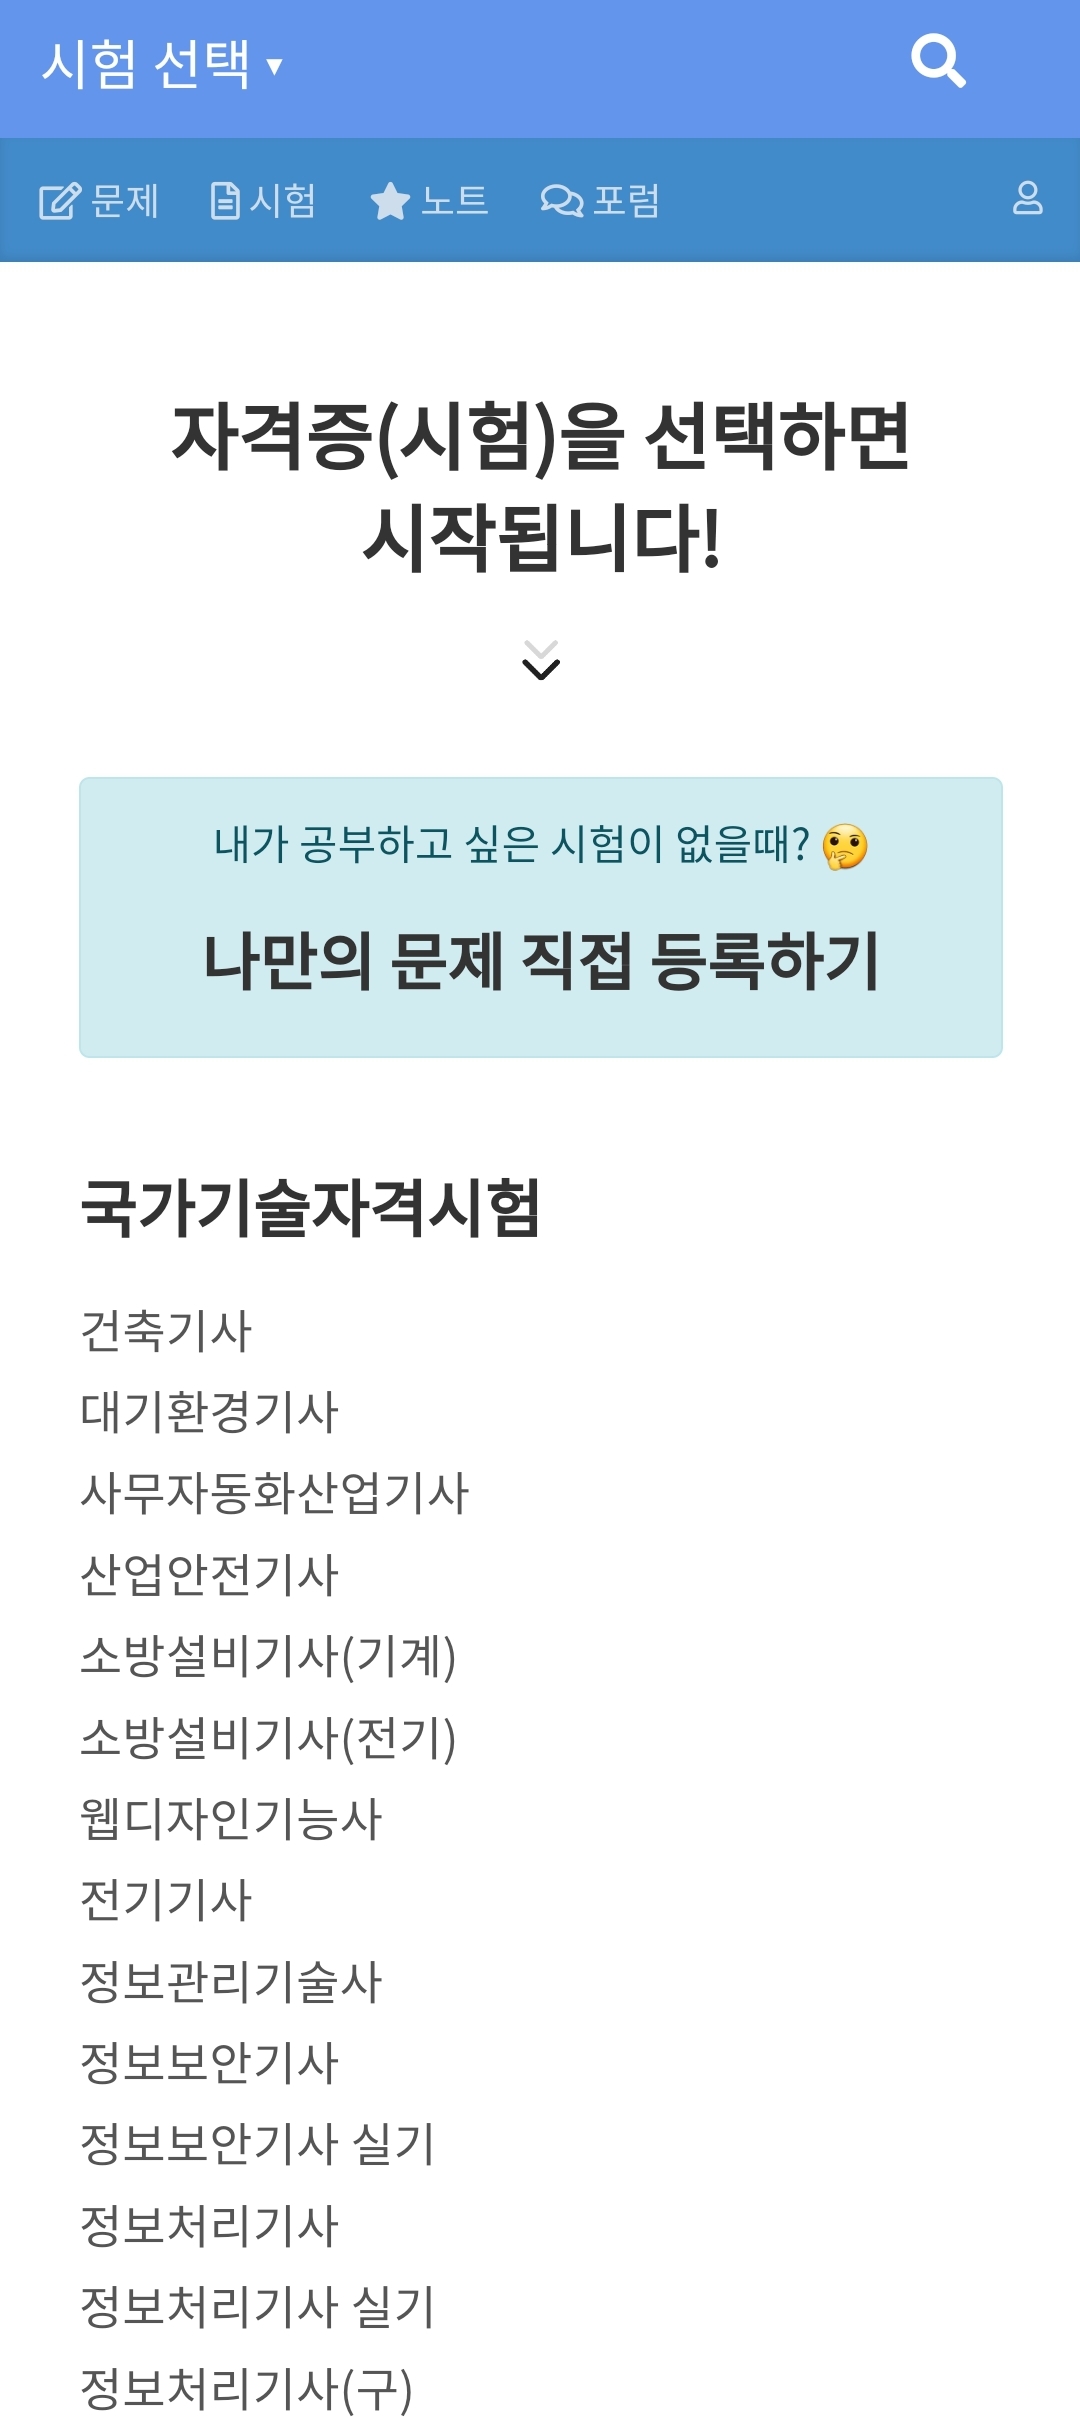 시험 선택 ▾
문제 시험 노트 포럼
자격증(시험)을 선택하면
시작됩니다!
내가 공부하고 싶은 시험이 없을때? 🤔
나만의 문제 직접 등록하기
국가기술자격시험
건축기사
대기환경기사
사무자동화산업기사
산업안전기사
소방설비기사(기계)
소방설비기사(전기)
웹디자인기능사
전기기사
정보관리기술사
정보보안기사
정보보안기사 실기
정보처리기사
정보처리기사 실기
정보처리기사(구)